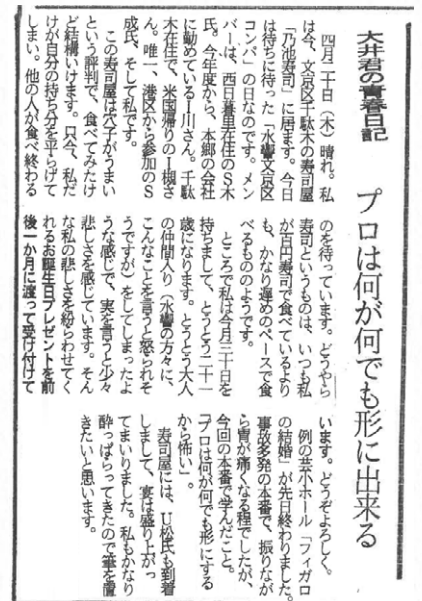 大井君の青春日記
プロは何が何でも形に出来る
四月二十日(木)晴れ。私
は今、文京区千駄木の寿司屋
「乃池寿司」に居ます。今日
は待ちに待った「水響文京区
コンパ」の日なのです。メン
バーは、西日暮里在住のS木
氏。今年度から、本郷の会社
に勤めているI川さん。千駄
木在住で、米国帰りのI槻さ
ん。唯一、港区から参加のS
成氏、そして私です。
この寿司屋は穴子がうまい
という評判で、食べてみたけ
ど結構いけます。只今、私だ
けが自分の持ち分を平らげて
しまい。他の人が食べ終わる
のを待っています。どうやら
寿司というものは、いつも私
が百円寿司で食べているより
も、かなり遅めのペースで食
べるもののようです。
ところで私は今月三十日を
持ちまして、とうとう二十一
歳になります。とうとう大人
の仲間入り(水響の方々に、
こんなことを言うと怒られそ
うですが)をしてしまったよ
うな感じで、実を言うと少々
悲しさを感じています。そん
な私の悲しさを紛らわせてく
れるお誕生日プレゼントを前
後一か月に渡って受け付けて
います。どうぞよろしく。
例の芸小ホール「フィガロ
の結婚」が先日終わりました。
事故多発の本番で、振りなが
ら胃が痛くなる程でしたが、
今回の本番で学んだこと。
「プロは何が何でも形にする
から怖い」。
寿司屋には、U松氏も到着
しまして、宴は盛り上がっ
てまいりました。私もかなり
酔っぱらってきたので筆を置
きたいと思います。